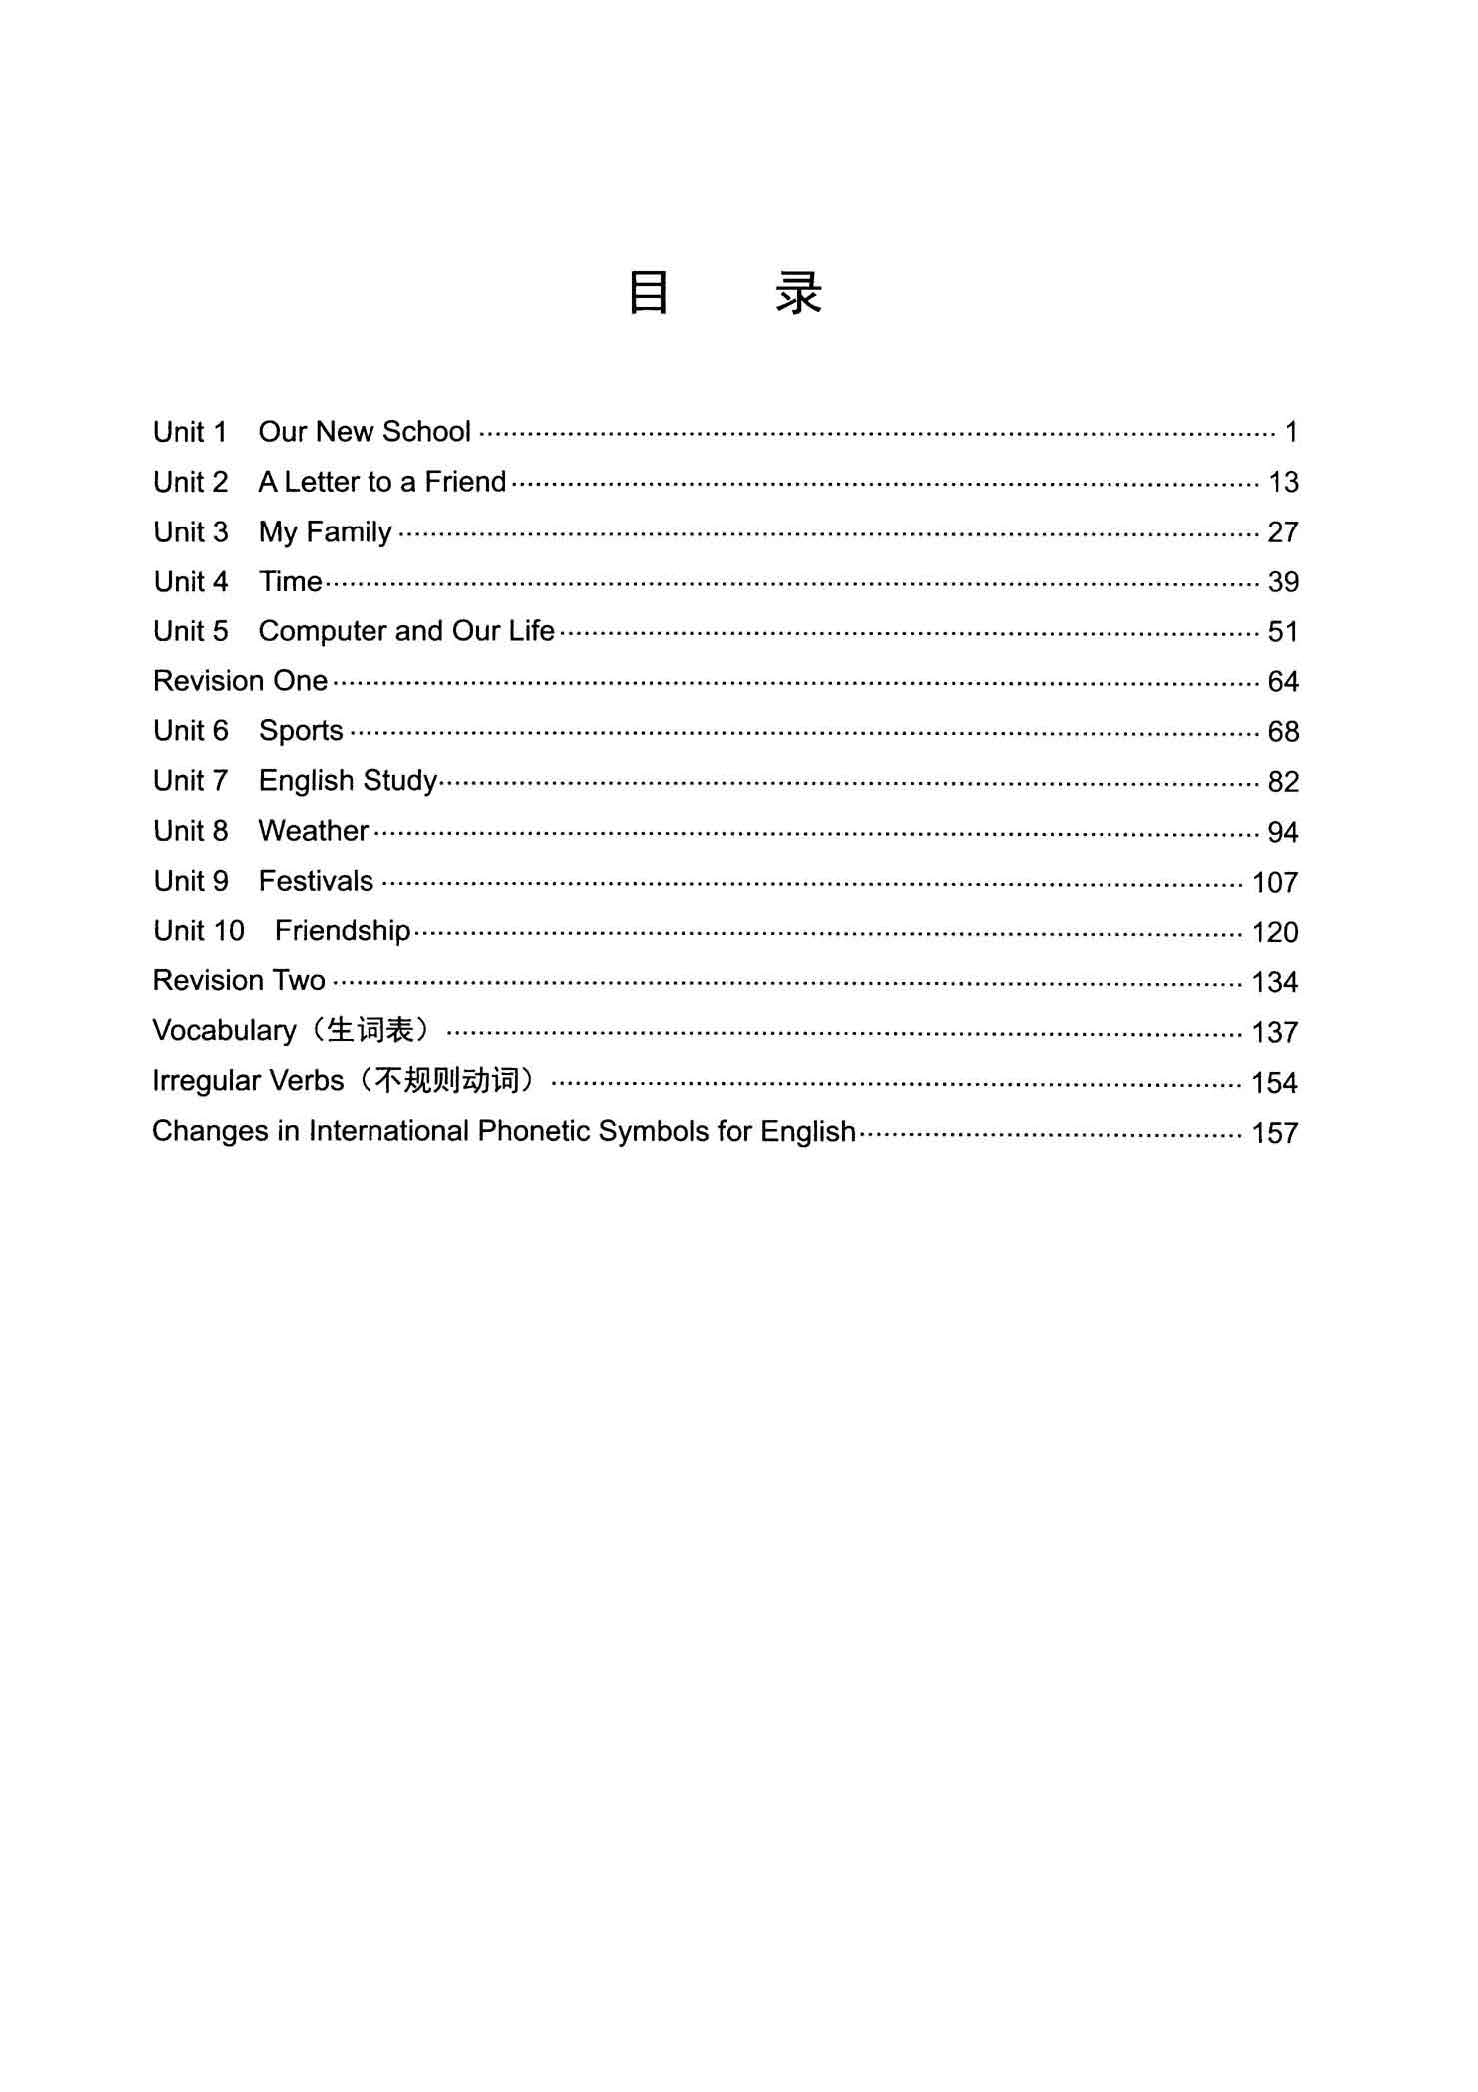 目 录
Unit 1 Our New School 1
Unit 2 A Letter to a Friend 13
Unit 3 My Family 27
Unit 4 Time 39
Unit 5 Computer and Our Life 51
Revision One 64
Unit 6 Sports 68
Unit 7 English Study 82
Unit 8 Weather 94
Unit 9 Festivals 107
Unit 10 Friendship 120
Revision Two 134
Vocabulary（生词表） 137
Irregular Verbs（不规则动词） 154
Changes in International Phonetic Symbols for English 157